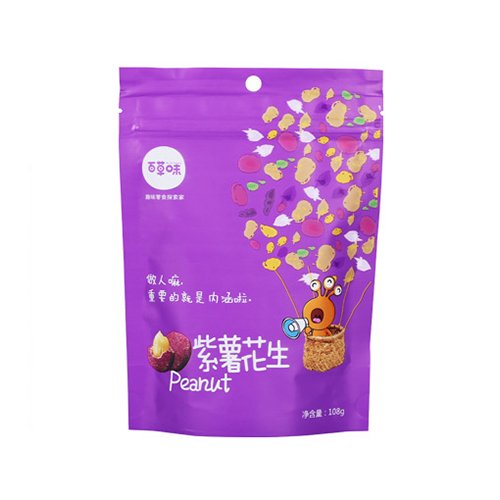 百草味
趣味零食探索家
做人嘛,
重要的就是内涵啦.
紫薯花生
Peanut
净含量:108g